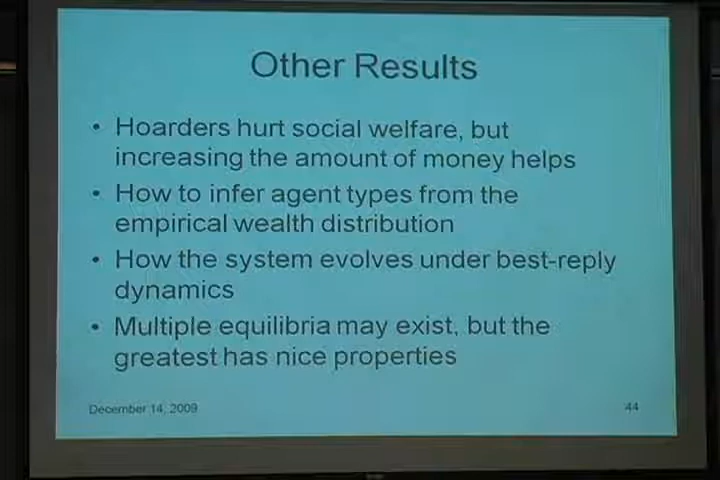 Other Results
• Hoarders hurt social welfare, but
increasing the amount of money helps
• How to infer agent types from the
empirical wealth distribution
• How the system evolves under best-reply
dynamics
• Multiple equilibria may exist, but the
greatest has nice properties
December 14, 2009
44